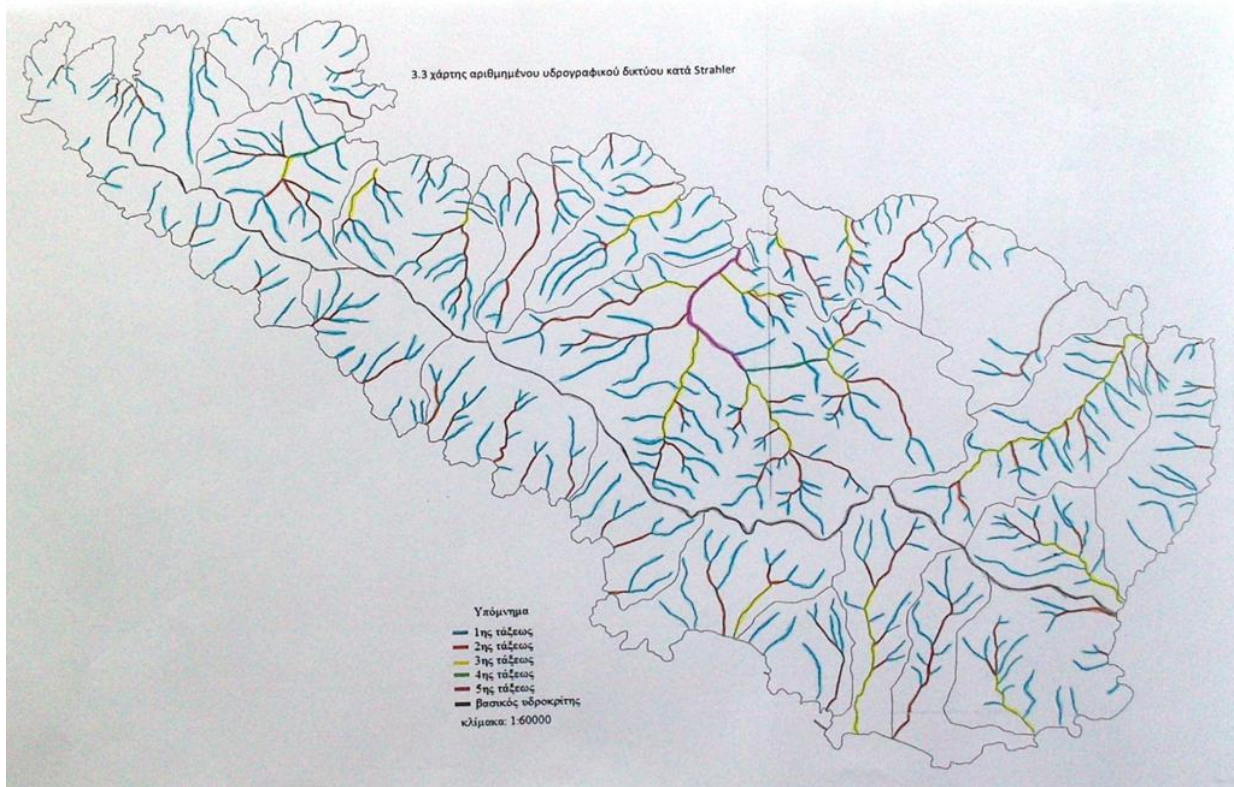 3.3 χάρτης αριθμημένου υδρογραφικού δικτύου κατά Strahler
Υπόμνημα
1ης τάξεως
2ης τάξεως
3ης τάξεως
4ης τάξεως
5ης τάξεως
βασικός υδροκρίτης
κλίμακα: 1:60000